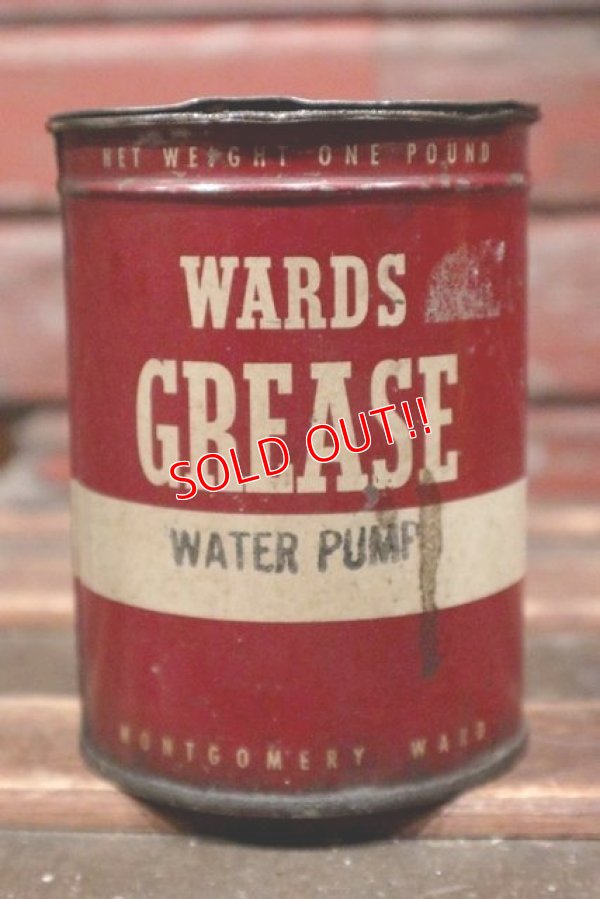 NET WEIGHT ONE POUND
WARDS
GREASE
SOLD OUT!!
WATER PUMP
MONTGOMERY WARD